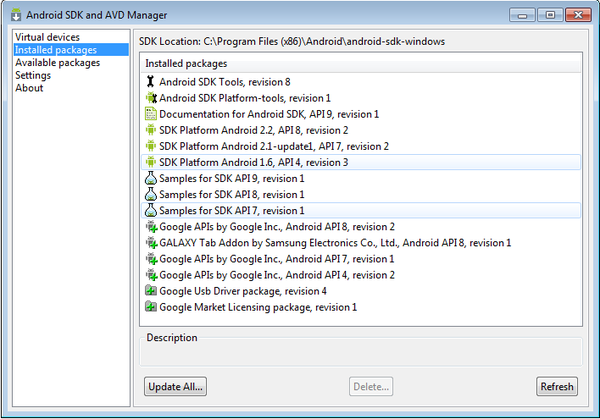 Android SDK and AVD Manager
Virtual devices
Installed packages
Available packages
Settings
About
SDK Location: C:\Program Files (x86)\Android\android-sdk-windows
Installed packages
Android SDK Tools, revision 8
Android SDK Platform-tools, revision 1
Documentation for Android SDK, API 9, revision 1
SDK Platform Android 2.2, API 8, revision 2
SDK Platform Android 2.1-update1, API 7, revision 2
SDK Platform Android 1.6, API 4, revision 3
Samples for SDK API 9, revision 1
Samples for SDK API 8, revision 1
Samples for SDK API 7, revision 1
Google APIs by Google Inc., Android API 8, revision 2
GALAXY Tab Addon by Samsung Electronics Co., Ltd., Android API 8, revision 1
Google APIs by Google Inc., Android API 7, revision 1
Google APIs by Google Inc., Android API 4, revision 2
Google Usb Driver package, revision 4
Google Market Licensing package, revision 1
Description
Update All...
Delete...
Refresh